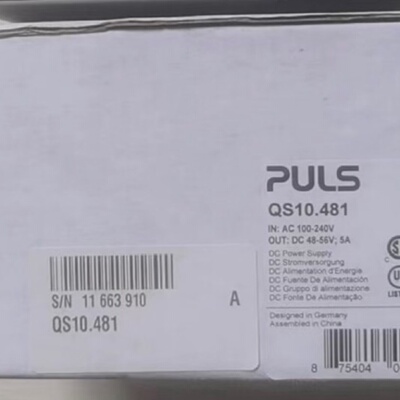 PULS
QS10.481
IN: AC 100-240V
OUT: DC 48-56V; 5A
DC Power Supply
DC Stromversorgung
DC Alimentation d'Energie
DC Fuente De Alimentación
DC Gruppo di alimentazione
DC Fonte De Alimentação
Designed in Germany
Assembled in China
8 75404 0
LIST
S/N 11 663 910 A
QS10.481